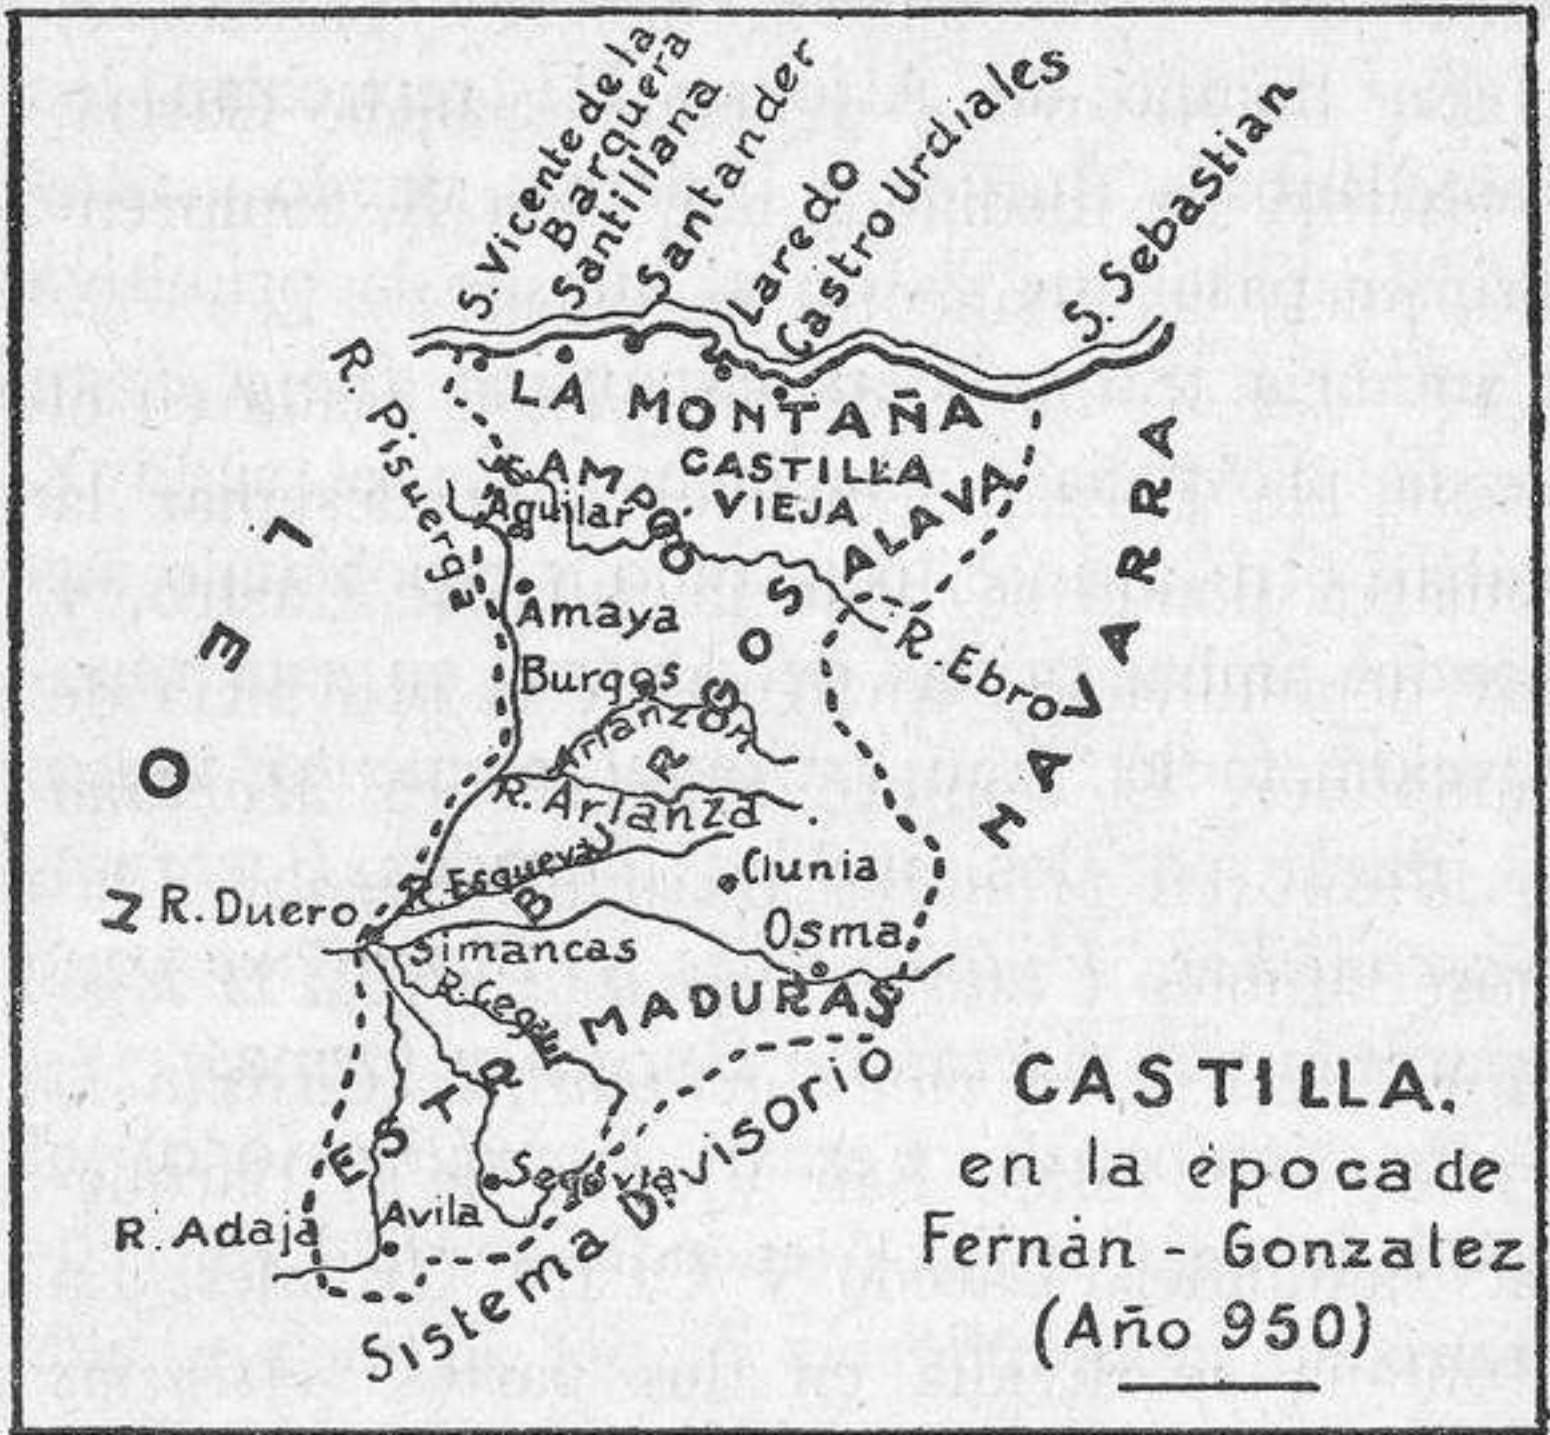 S. Vicente de la
Barquera
Santillana
Santander
Laredo
Castro Urdiales
S. Sebastian
R. Pisuerga
LA MONTAÑA
CAMPOO
CASTILLA
VIEJA
ALAVA
Aguilar
LEON
NAVARRA
Amaya
R. Ebro
Burgos
BURGOS
Arlanzón
R. Arlanza
R. Esgueva
Clunia
R. Duero
Simancas
Osma
R. Cega
ESTREMADURAS
Segovia
R. Adaja
Avila
Sistema Divisorio
CASTILLA.
en la época de
Fernán - Gonzalez
(Año 950)